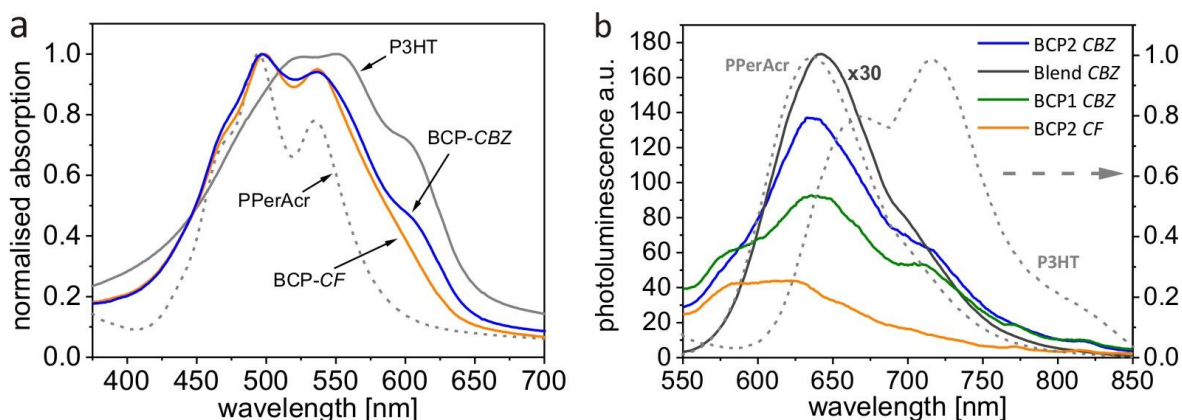 a
normalised absorption
1.0
0.8
0.6
0.4
0.2
0.0
400
450
500
550
600
650
700
wavelength [nm]
P3HT
BCP-CBZ
PPerAcr
BCP-CF
b
photoluminescence a.u.
180
160
140
120
100
80
60
40
20
0
550
600
650
700
750
800
850
wavelength [nm]
1.0
0.8
0.6
0.4
0.2
0.0
PPerAcr
x30
BCP2 CBZ
Blend CBZ
BCP1 CBZ
BCP2 CF
P3HT